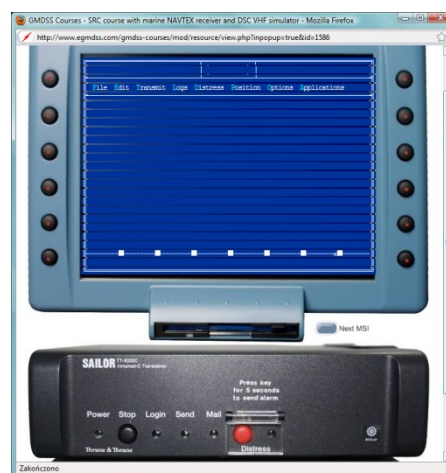 GMDSS Courses - SRC course with marine NAVTEX receiver and DSC VHF simulator - Mozilla Firefox
http://www.egmdss.com/gmdss-courses/mod/resource/view.php?inpopup=true&id=1586
File Edit Transmit Logs Distress Position Options Applications
Next MSI
SAILOR
Press key
for 5 seconds
to send alarm
Power Stop Login Send Mail
Thrane & Thrane
Distress
Zakończono